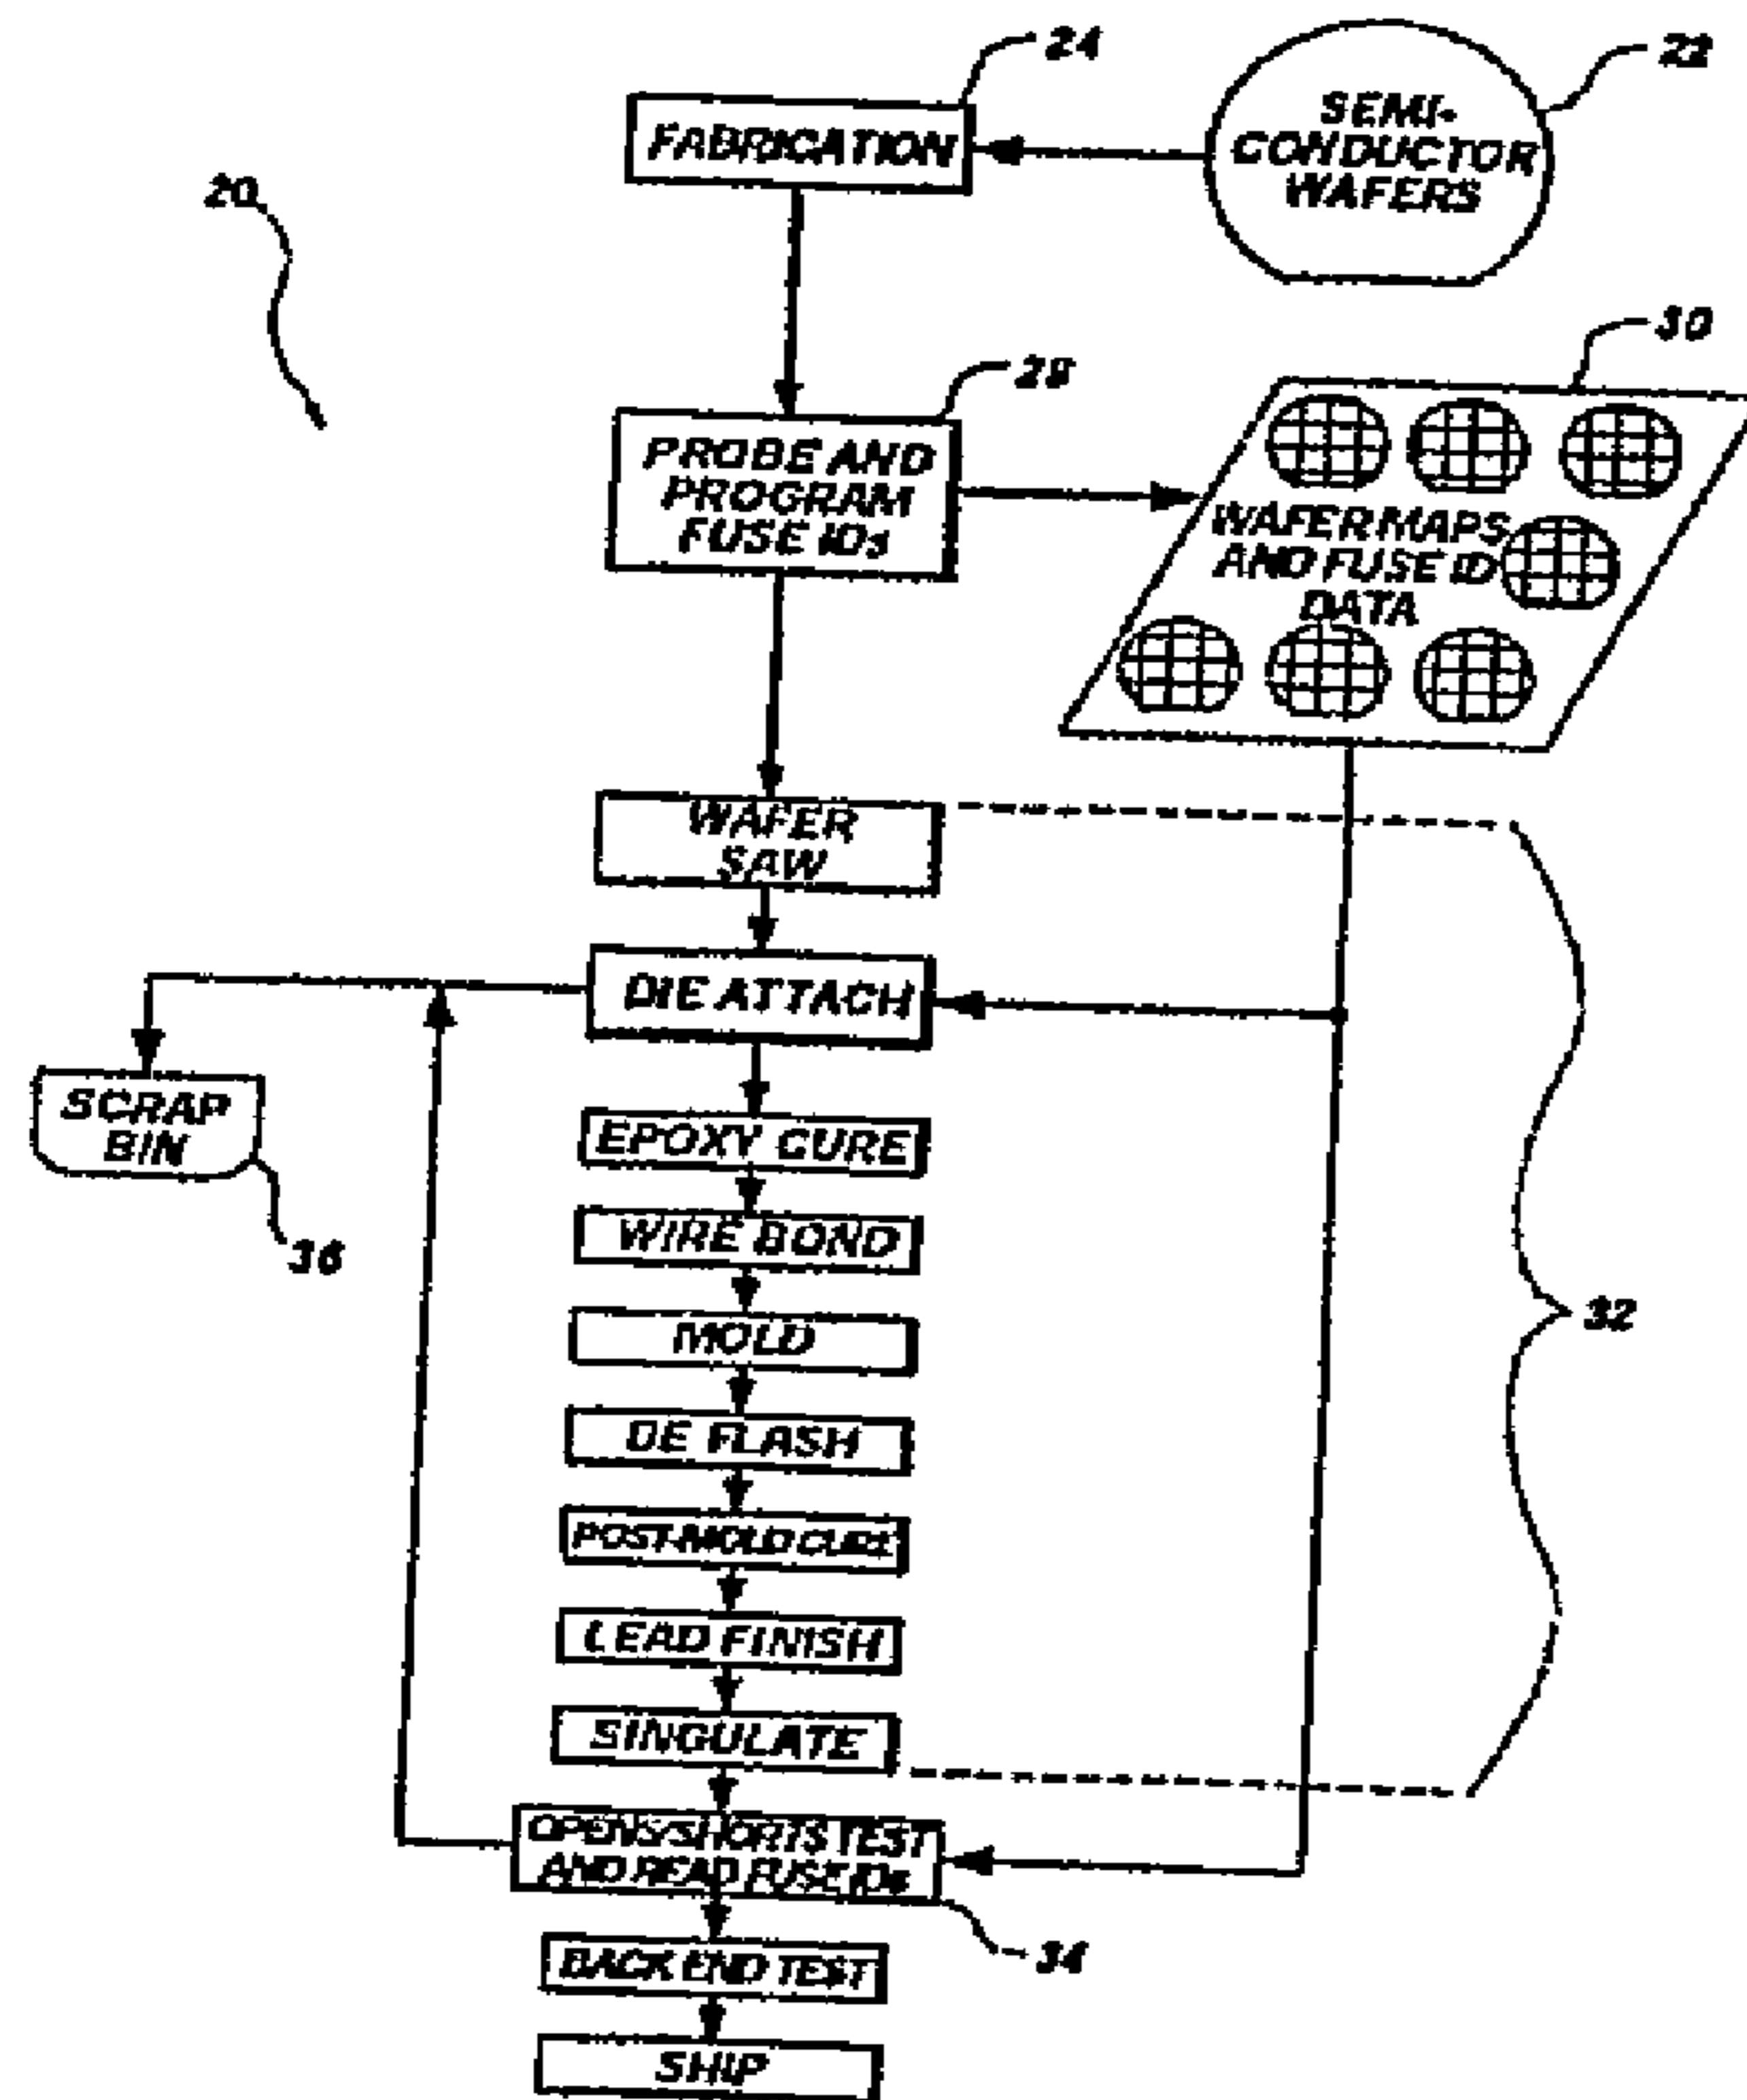 24
22
FABRICATION
SEMI-
CONDUCTOR
WAFERS
20
30
28
PROBE AND
PROGRAM
FUSE IDs
WAFER MAPS
AND FUSE ID
DATA
WAFER
SAW
DIE ATTACH
SCRAP
BIN
36
EPOXY CURE
WIRE BOND
32
MOLD
DE FLASH
POST-MOLD CURE
LEAD FINISH
SINGULATE
OPENS/SHORTS TEST
AND READ FUSE IDs
34
BACK END TEST
SHIP